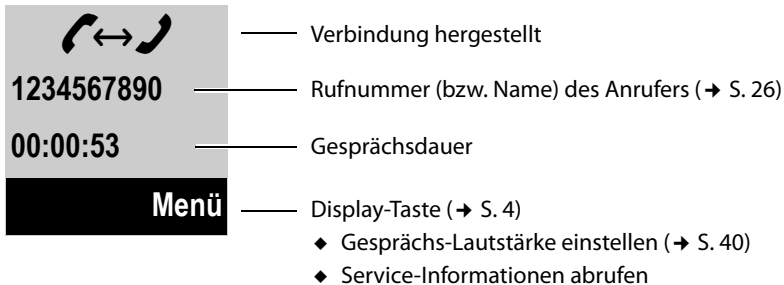 Verbindung hergestellt
1234567890 Rufnummer (bzw. Name) des Anrufers (➔ S. 26)
00:00:53 Gesprächsdauer
Menü Display-Taste (➔ S. 4)
◆ Gesprächs-Lautstärke einstellen (➔ S. 40)
◆ Service-Informationen abrufen